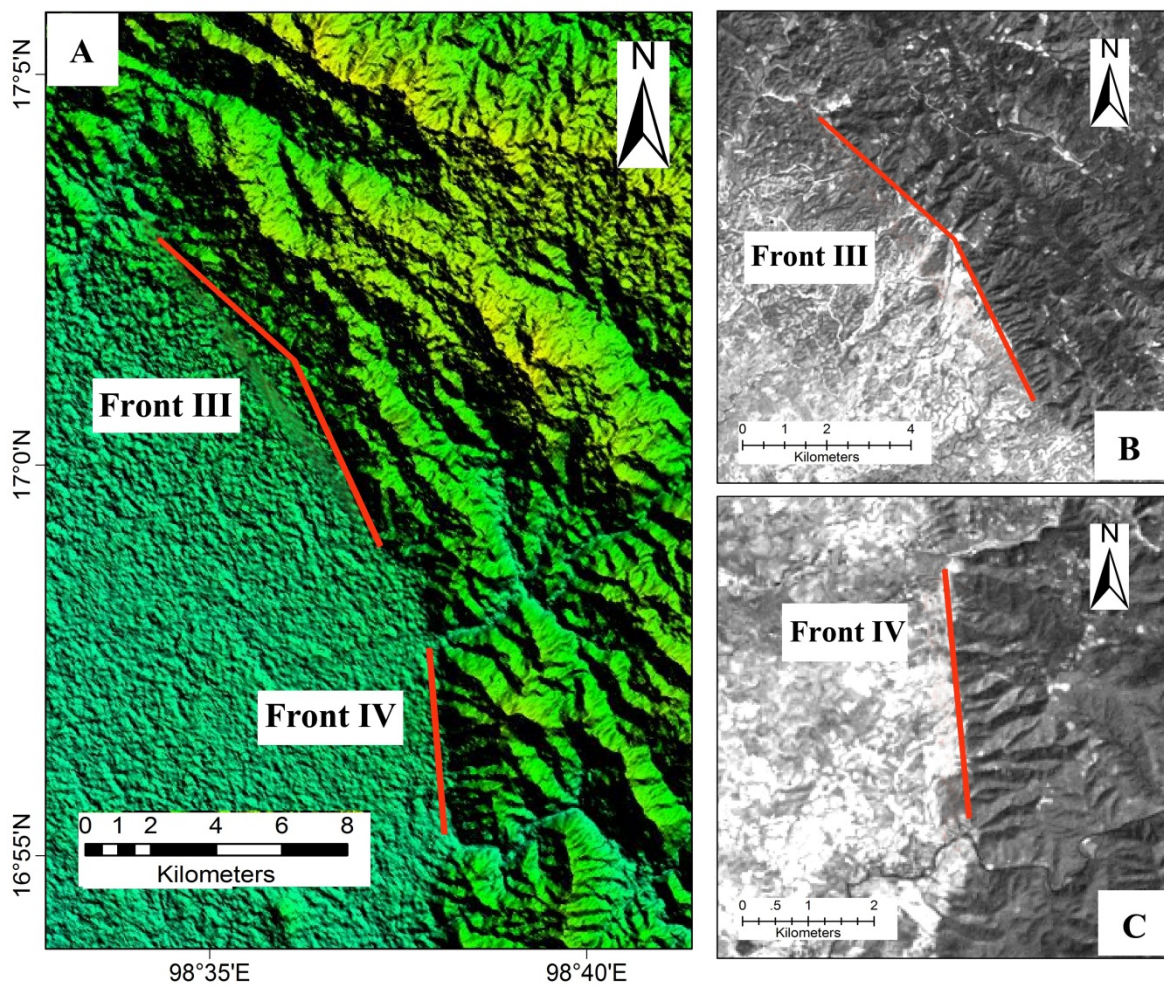 A
N
17°5'N
17°0'N
16°55'N
Front III
Front IV
0 1 2 4 6 8
Kilometers
98°35'E
98°40'E
N
Front III
0 1 2 4
Kilometers
B
N
Front IV
0 .5 1 2
Kilometers
C